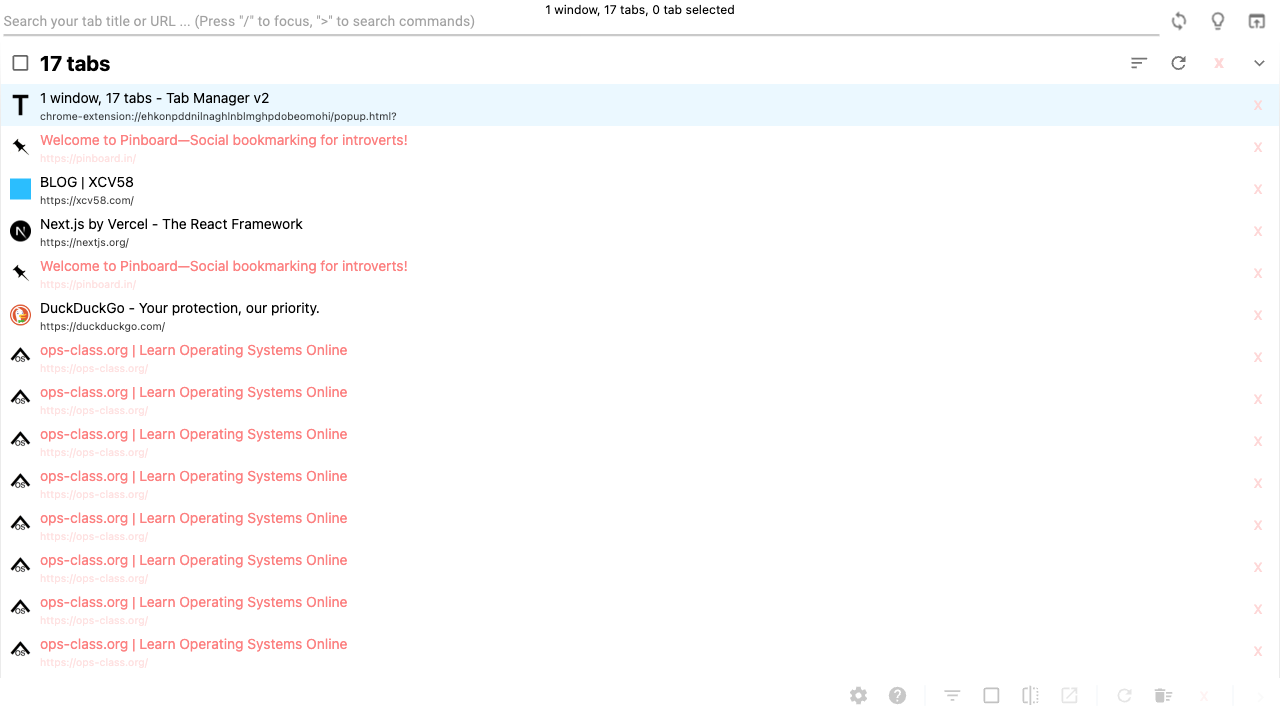 1 window, 17 tabs, 0 tab selected
Search your tab title or URL ... (Press "/" to focus, ">" to search commands)
17 tabs
x
T
1 window, 17 tabs - Tab Manager v2
chrome-extension://ehkonpddnilnaghlnblmghpdobeomohi/popup.html?
x
Welcome to Pinboard—Social bookmarking for introverts!
https://pinboard.in/
x
BLOG | XCV58
https://xcv58.com/
x
N
Next.js by Vercel - The React Framework
https://nextjs.org/
x
Welcome to Pinboard—Social bookmarking for introverts!
https://pinboard.in/
x
DuckDuckGo - Your protection, our priority.
https://duckduckgo.com/
x
OS
ops-class.org | Learn Operating Systems Online
https://ops-class.org/
x
OS
ops-class.org | Learn Operating Systems Online
https://ops-class.org/
x
OS
ops-class.org | Learn Operating Systems Online
https://ops-class.org/
x
OS
ops-class.org | Learn Operating Systems Online
https://ops-class.org/
x
OS
ops-class.org | Learn Operating Systems Online
https://ops-class.org/
x
OS
ops-class.org | Learn Operating Systems Online
https://ops-class.org/
x
OS
ops-class.org | Learn Operating Systems Online
https://ops-class.org/
x
OS
ops-class.org | Learn Operating Systems Online
https://ops-class.org/
x
x